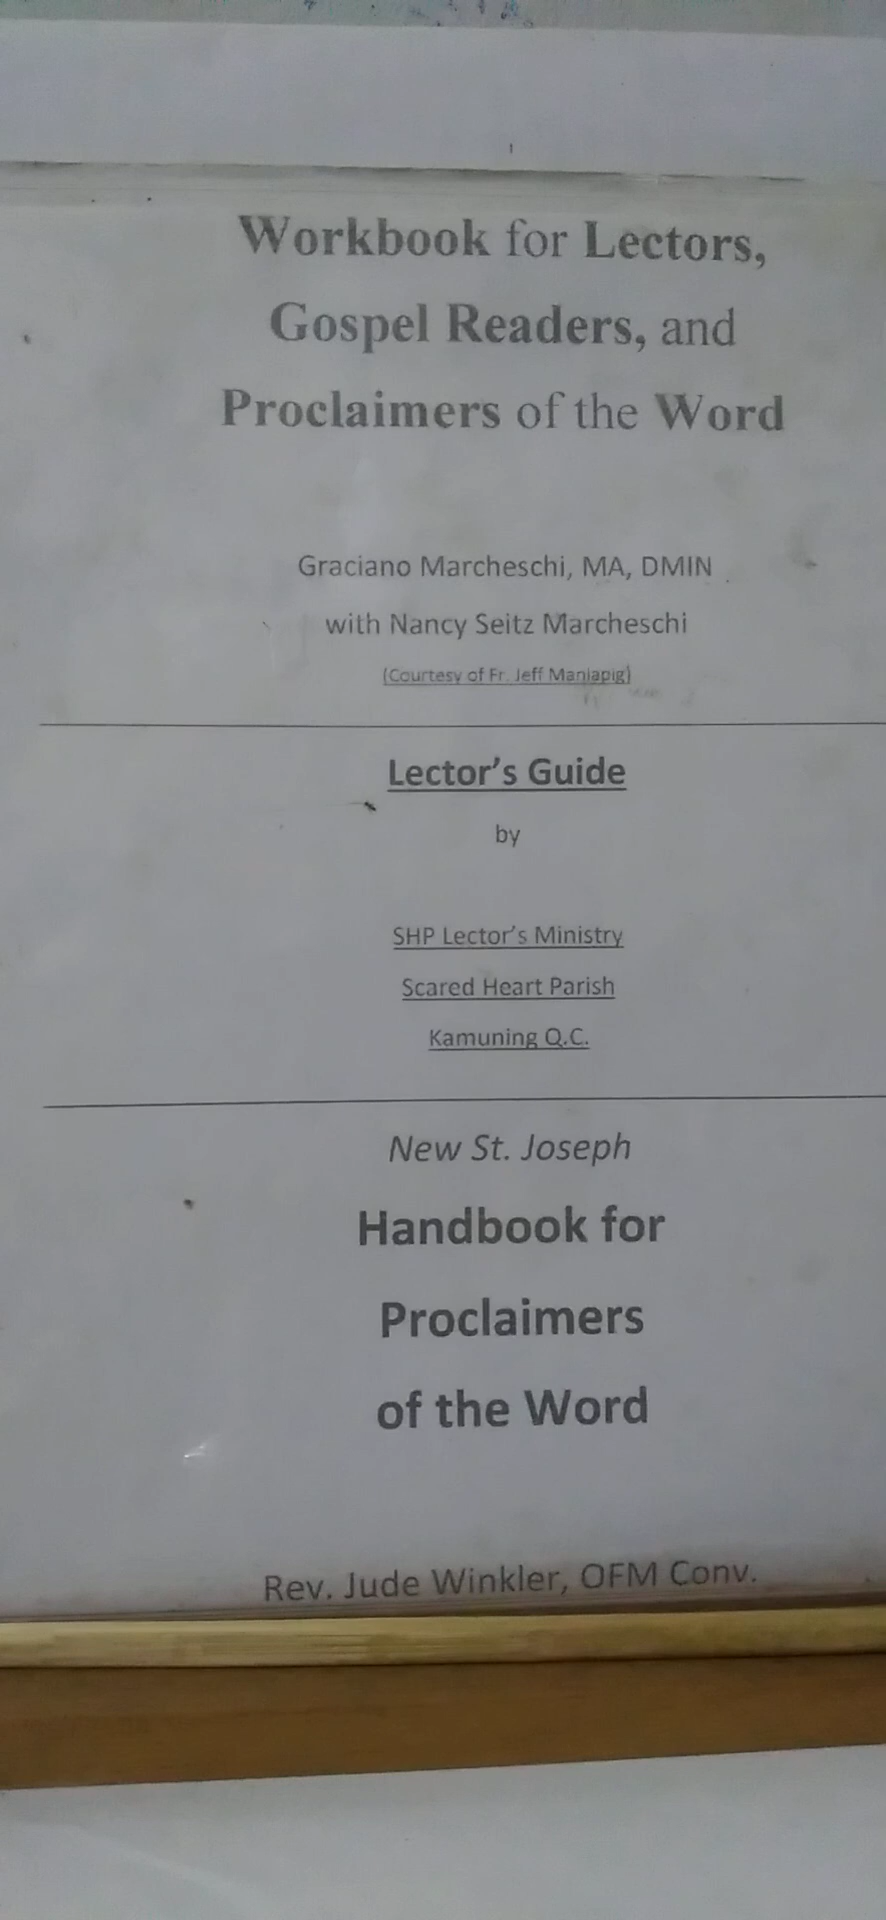 Workbook for Lectors,
Gospel Readers, and
Proclaimers of the Word
Graciano Marcheschi, MA, DMIN
with Nancy Seitz Marcheschi
(Courtesy of Fr. Jeff Manlapig)
Lector's Guide
by
SHP Lector's Ministry
Scared Heart Parish
Kamuning Q.C.
New St. Joseph
Handbook for
Proclaimers
of the Word
Rev. Jude Winkler, OFM Conv.